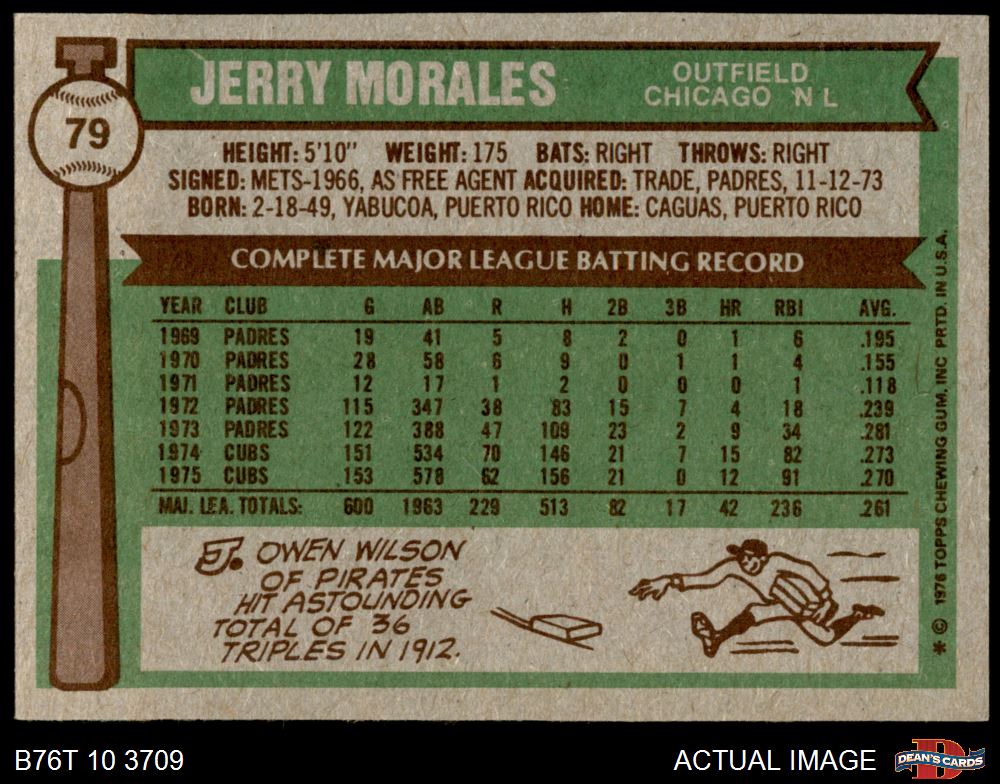 79
JERRY MORALES
OUTFIELD
CHICAGO N L
HEIGHT: 5'10" WEIGHT: 175 BATS: RIGHT THROWS: RIGHT
SIGNED: METS-1966, AS FREE AGENT ACQUIRED: TRADE, PADRES, 11-12-73
BORN: 2-18-49, YABUCOA, PUERTO RICO HOME: CAGUAS, PUERTO RICO
COMPLETE MAJOR LEAGUE BATTING RECORD
YEAR CLUB G AB R H 2B 3B HR RBI AVG.
1969 PADRES 19 41 5 8 2 0 1 6 .195
1970 PADRES 28 58 6 9 0 1 1 4 .155
1971 PADRES 12 17 1 2 0 0 0 1 .118
1972 PADRES 115 347 38 83 15 7 4 18 .239
1973 PADRES 122 388 47 109 23 2 9 34 .281
1974 CUBS 151 534 70 146 21 7 15 82 .273
1975 CUBS 153 578 62 156 21 0 12 91 .270
MAJ. LEA. TOTALS: 600 1963 229 513 82 17 42 236 .261
J. OWEN WILSON
OF PIRATES
HIT ASTOUNDING
TOTAL OF 36
TRIPLES IN 1912.
* © 1976 TOPPS CHEWING GUM, INC PRTD. IN U.S.A.
B76T 10 3709
ACTUAL IMAGE
D
DEAN'S CARDS